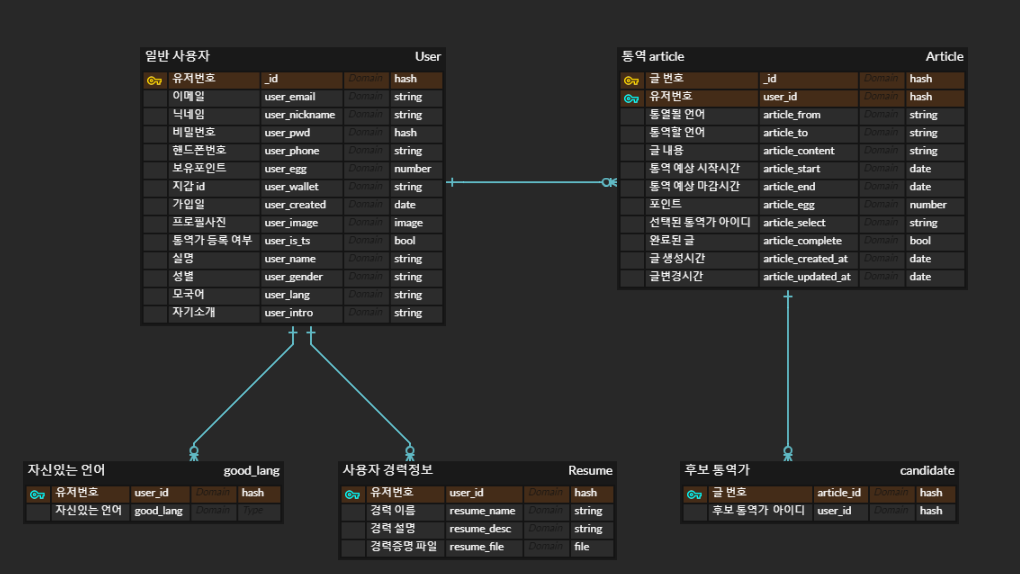 일반 사용자 User
유저번호 _id Domain hash
이메일 user_email Domain string
닉네임 user_nickname Domain string
비밀번호 user_pwd Domain hash
핸드폰번호 user_phone Domain string
보유포인트 user_egg Domain number
지갑 id user_wallet Domain string
가입일 user_created Domain date
프로필사진 user_image Domain image
통역가 등록 여부 user_is_ts Domain bool
실명 user_name Domain string
성별 user_gender Domain string
모국어 user_lang Domain string
자기소개 user_intro Domain string
통역 article Article
글 번호 _id Domain hash
유저번호 user_id Domain hash
통열될 언어 article_from Domain string
통역할 언어 article_to Domain string
글 내용 article_content Domain string
통역 예상 시작시간 article_start Domain date
통역 예상 마감시간 article_end Domain date
포인트 article_egg Domain number
선택된 통역가 아이디 article_select Domain string
완료된 글 article_complete Domain bool
글 생성시간 article_created_at Domain date
글변경시간 article_updated_at Domain date
자신있는 언어 good_lang
유저번호 user_id Domain hash
자신있는 언어 good_lang Domain Type
사용자 경력정보 Resume
유저번호 user_id Domain hash
경력 이름 resume_name Domain string
경력 설명 resume_desc Domain string
경력증명 파일 resume_file Domain file
후보 통역가 candidate
글 번호 article_id Domain hash
후보 통역가 아이디 user_id Domain hash